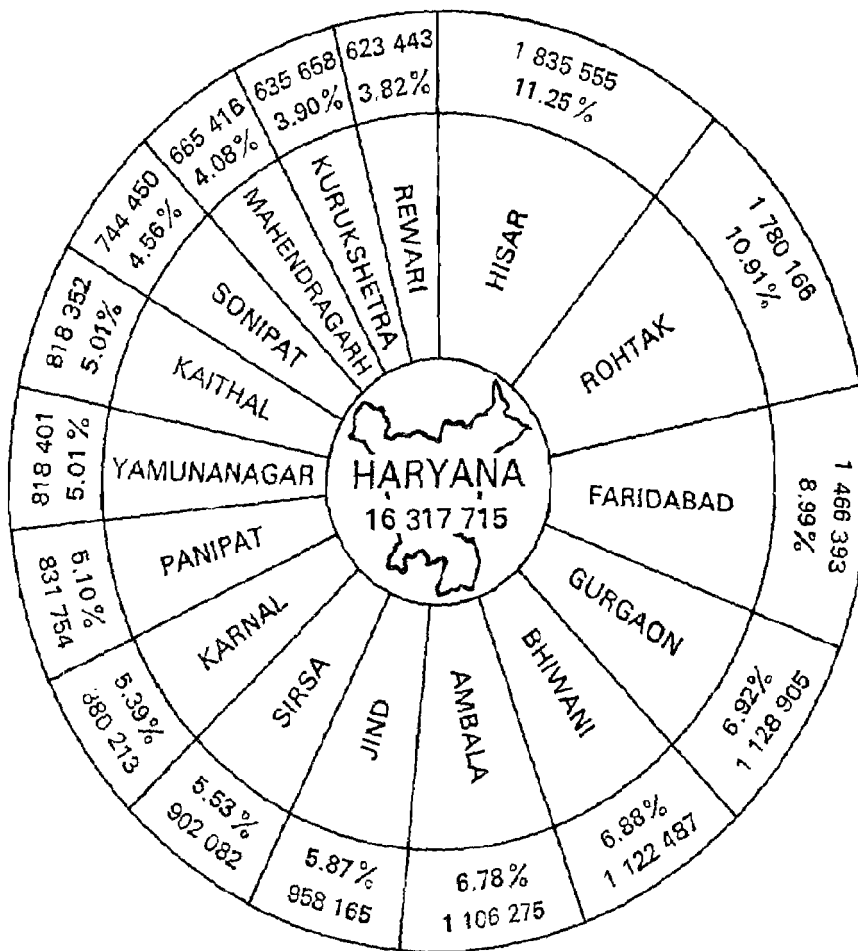 HARYANA
16 317 715
1 835 555
11.25%
HISAR
1 780 166
10.91%
ROHTAK
1 466 393
8.99%
FARIDABAD
GURGAON
6.92%
1 128 905
BHIWANI
6.88%
1 122 487
AMBALA
6.78%
1 106 275
JIND
5.87%
958 165
SIRSA
5.53%
902 082
KARNAL
5.39%
880 213
PANIPAT
5.10%
831 754
818 401
5.01%
YAMUNANAGAR
818 352
5.01%
KAITHAL
744 450
4.56%
SONIPAT
665 416
4.08%
MAHENDRAGARH
635 658
3.90%
KURUKSHETRA
623 443
3.82%
REWARI